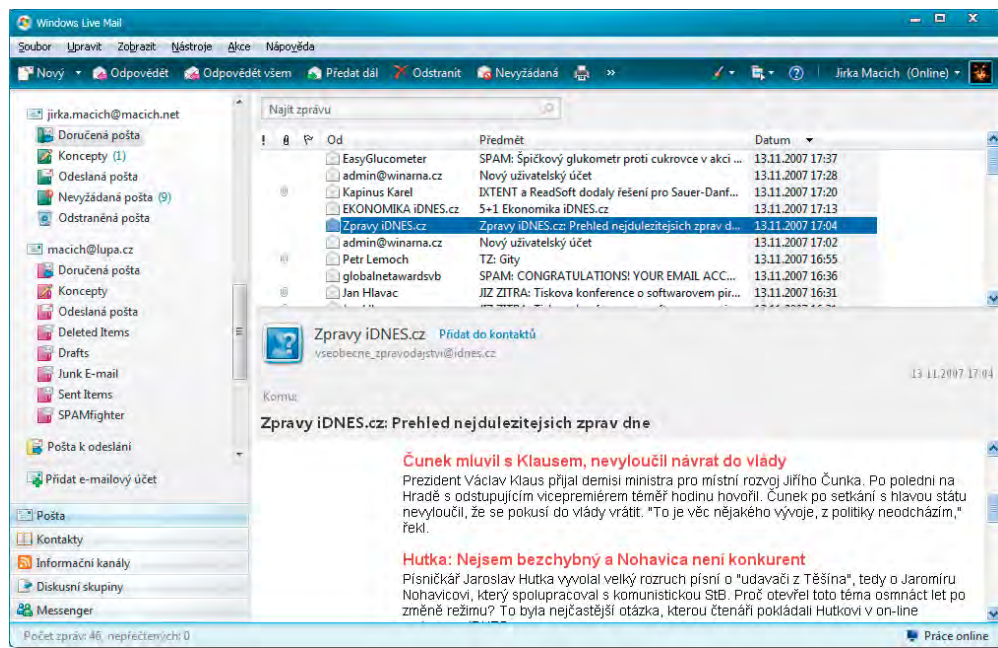 Windows Live Mail
Soubor Upravit Zobrazit Nástroje Akce Nápověda
Nový Odpovědět Odpovědět všem Předat dál Odstranit Nevyžádaná » Jirka Macich (Online)
jirka.macich@macich.net
Doručená pošta
Koncepty (1)
Odeslaná pošta
Nevyžádaná pošta (9)
Odstraněná pošta
macich@lupa.cz
Doručená pošta
Koncepty
Odeslaná pošta
Deleted Items
Drafts
Junk E-mail
Sent Items
SPAMfighter
Pošta k odeslání
Přidat e-mailový účet
Pošta
Kontakty
Informační kanály
Diskusní skupiny
Messenger
Najít zprávu
! Od Předmět Datum
EasyGlucometer SPAM: Špičkový glukometr proti cukrovce v akci ... 13.11.2007 17:37
admin@winarna.cz Nový uživatelský účet 13.11.2007 17:28
Kapinus Karel IXTENT a ReadSoft dodaly řešení pro Sauer-Danf... 13.11.2007 17:20
EKONOMIKA iDNES.cz 5+1 Ekonomika iDNES.cz 13.11.2007 17:13
Zpravy iDNES.cz Zpravy iDNES.cz: Prehled nejdulezitejsich zprav d... 13.11.2007 17:04
admin@winarna.cz Nový uživatelský účet 13.11.2007 17:02
Petr Lemoch TZ: Gity 13.11.2007 16:55
globalnetawardsvb SPAM: CONGRATULATIONS! YOUR EMAIL ACC... 13.11.2007 16:36
Jan Hlavac JIZ ZITRA: Tiskova konference o softwarovem pir... 13.11.2007 16:31
Zpravy iDNES.cz Přidat do kontaktů
vseobecne_zpravodajstvi@idnes.cz
13.11.2007 17:04
Komu:
Zpravy iDNES.cz: Prehled nejdulezitejsich zprav dne
Čunek mluvil s Klausem, nevyloučil návrat do vlády
Prezident Václav Klaus přijal demisi ministra pro místní rozvoj Jiřího Čunka. Po poledni na
Hradě s odstupujícím vicepremiérem téměř hodinu hovořil. Čunek po setkání s hlavou státu
nevyloučil, že se pokusí do vlády vrátit. "To je věc nějakého vývoje, z politiky neodcházím,"
řekl.
Hutka: Nejsem bezchybný a Nohavica není konkurent
Písničkář Jaroslav Hutka vyvolal velký rozruch písní o "udavači z Těšína", tedy o Jaromíru
Nohavicovi, který spolupracoval s komunistickou StB. Proč otevřel toto téma osmnáct let po
změně režimu? To byla nejčastější otázka, kterou čtenáři pokládali Hutkovi v on-line
Počet zpráv: 46, nepřečtených: 0
Práce online